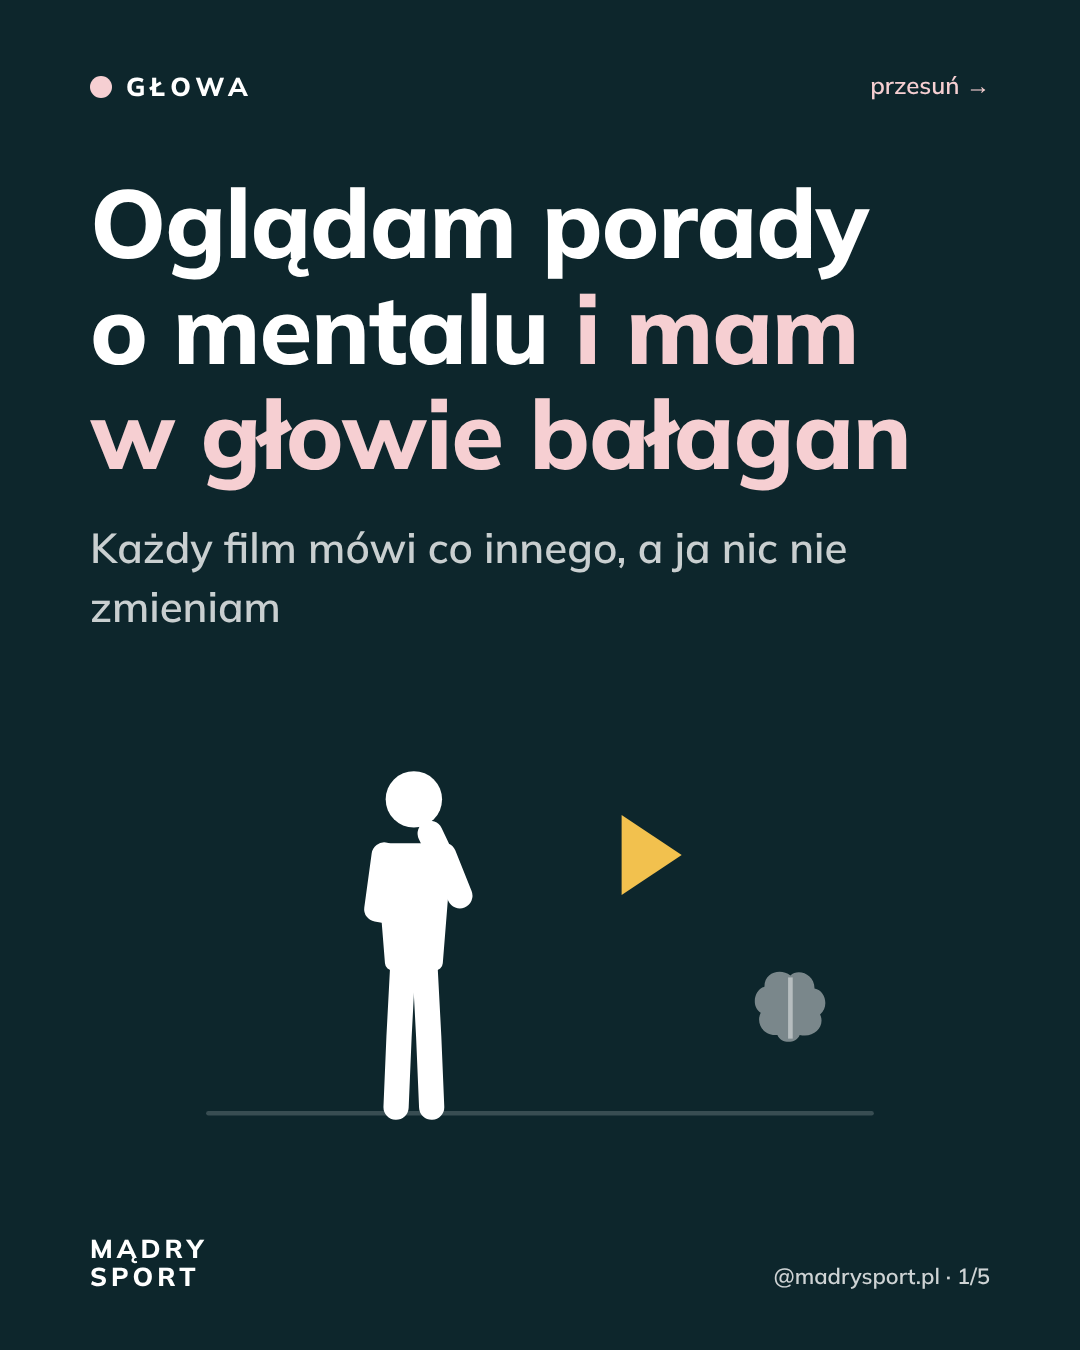 GŁOWA
przesuń →
Oglądam porady
o mentalu i mam
w głowie bałagan
Każdy film mówi co innego, a ja nic nie
zmieniam
MĄDRY
SPORT
@madrysport.pl · 1/5